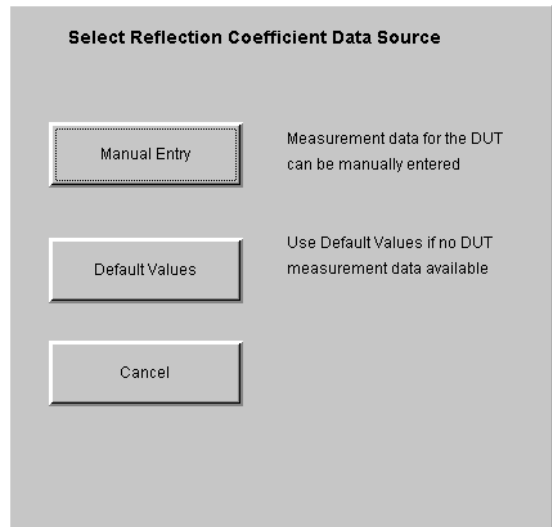 Select Reflection Coefficient Data Source
Manual Entry
Measurement data for the DUT
can be manually entered
Default Values
Use Default Values if no DUT
measurement data available
Cancel